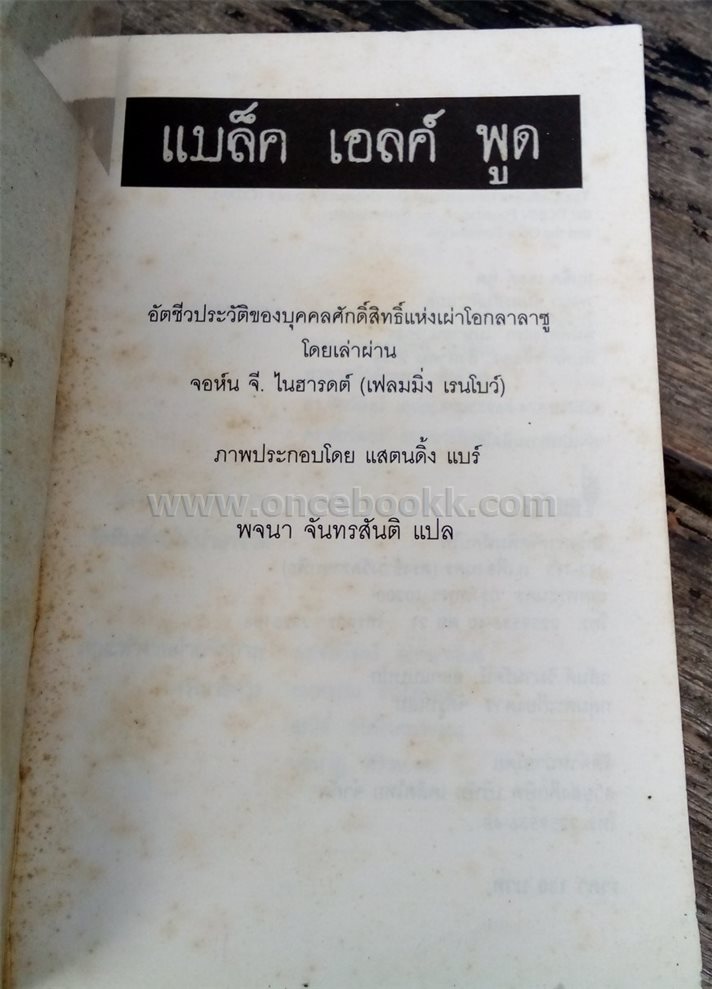 แบล็ค เอลค์ พูด
อัตชีวประวัติของบุคคลศักดิ์สิทธิ์แห่งเผ่าโอกลาลาซู
โดยเล่าผ่าน
จอห์น จี. ไนฮารดต์ (เฟลมมิ่ง เรนโบว์)
ภาพประกอบโดย แสตนดิ้ง แบร์
www.oncebookk.com
พจนา จันทรสันติ แปล